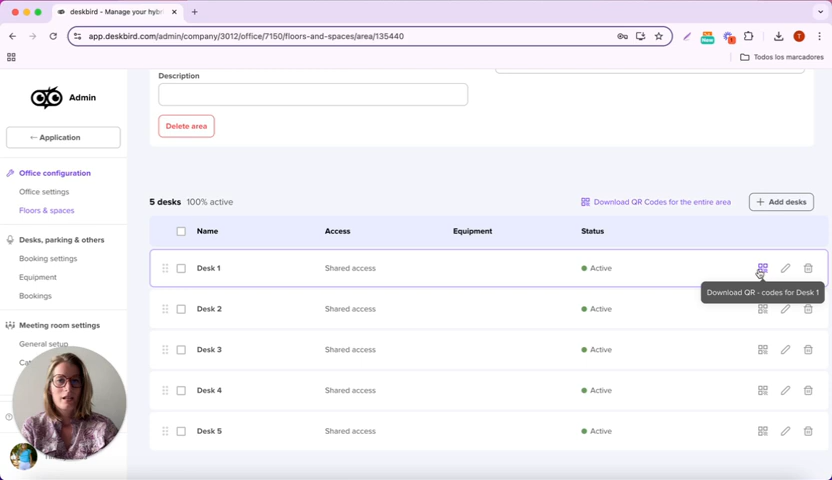 deskbird - Manage your hyb
app.deskbird.com/admin/company/3012/office/7150/floors-and-spaces/area/135440
New
T
Todos los marcadores
Admin
← Application
Office configuration
Office settings
Floors & spaces
Desks, parking & others
Booking settings
Equipment
Bookings
Meeting room settings
General setup
Description
Delete area
5 desks 100% active
Download QR Codes for the entire area
+ Add desks
Name Access Equipment Status
Desk 1 Shared access Active
Download QR - codes for Desk 1
Desk 2 Shared access Active
Desk 3 Shared access Active
Desk 4 Shared access Active
Desk 5 Shared access Active